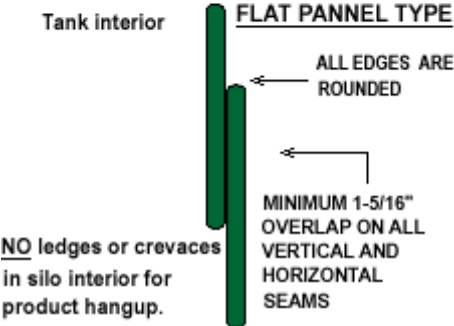 Tank interior
FLAT PANNEL TYPE
ALL EDGES ARE
ROUNDED
MINIMUM 1-5/16"
OVERLAP ON ALL
VERTICAL AND
HORIZONTAL
SEAMS
NO ledges or crevaces
in silo interior for
product hangup.